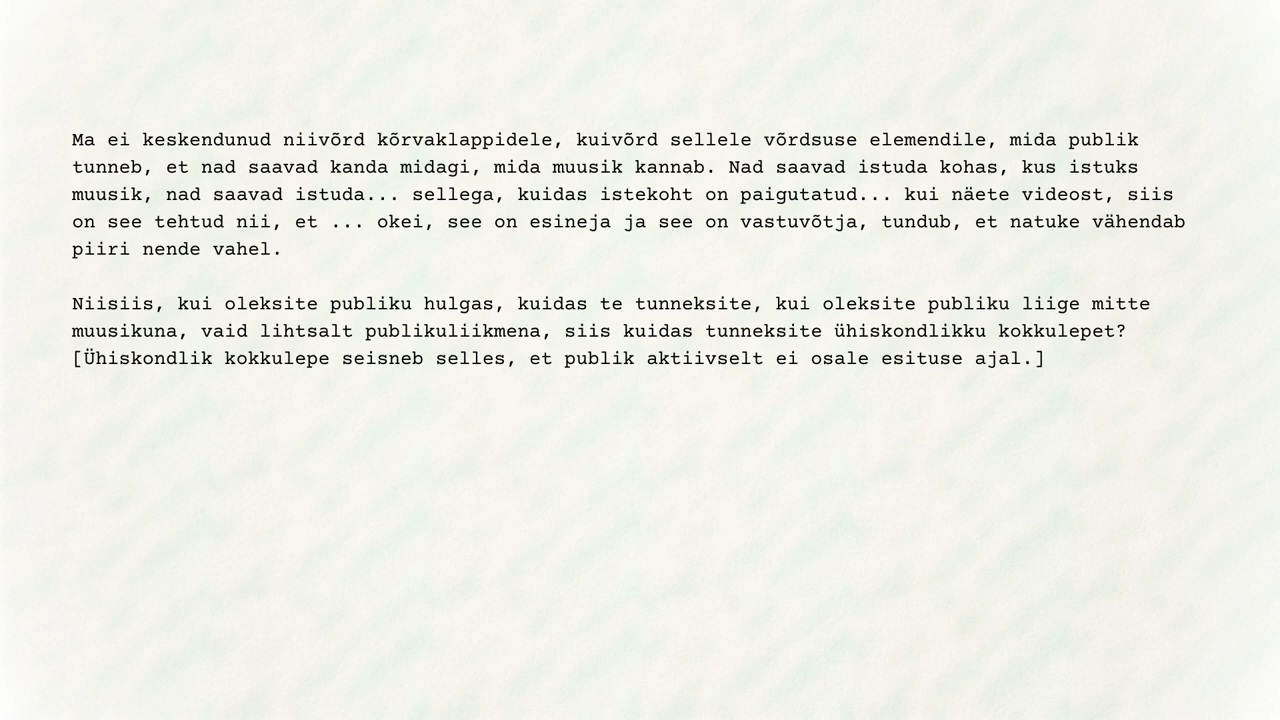 Ma ei keskendunud niivõrd kõrvaklappidele, kuivõrd sellele võrdsuse elemendile, mida publik
tunneb, et nad saavad kanda midagi, mida muusik kannab. Nad saavad istuda kohas, kus istuks
muusik, nad saavad istuda... sellega, kuidas istekoht on paigutatud... kui näete videost, siis
on see tehtud nii, et ... okei, see on esineja ja see on vastuvõtja, tundub, et natuke vähendab
piiri nende vahel.

Niisiis, kui oleksite publiku hulgas, kuidas te tunneksite, kui oleksite publiku liige mitte
muusikuna, vaid lihtsalt publikuliikmena, siis kuidas tunneksite ühiskondlikku kokkulepet?
[Ühiskondlik kokkulepe seisneb selles, et publik aktiivselt ei osale esituse ajal.]